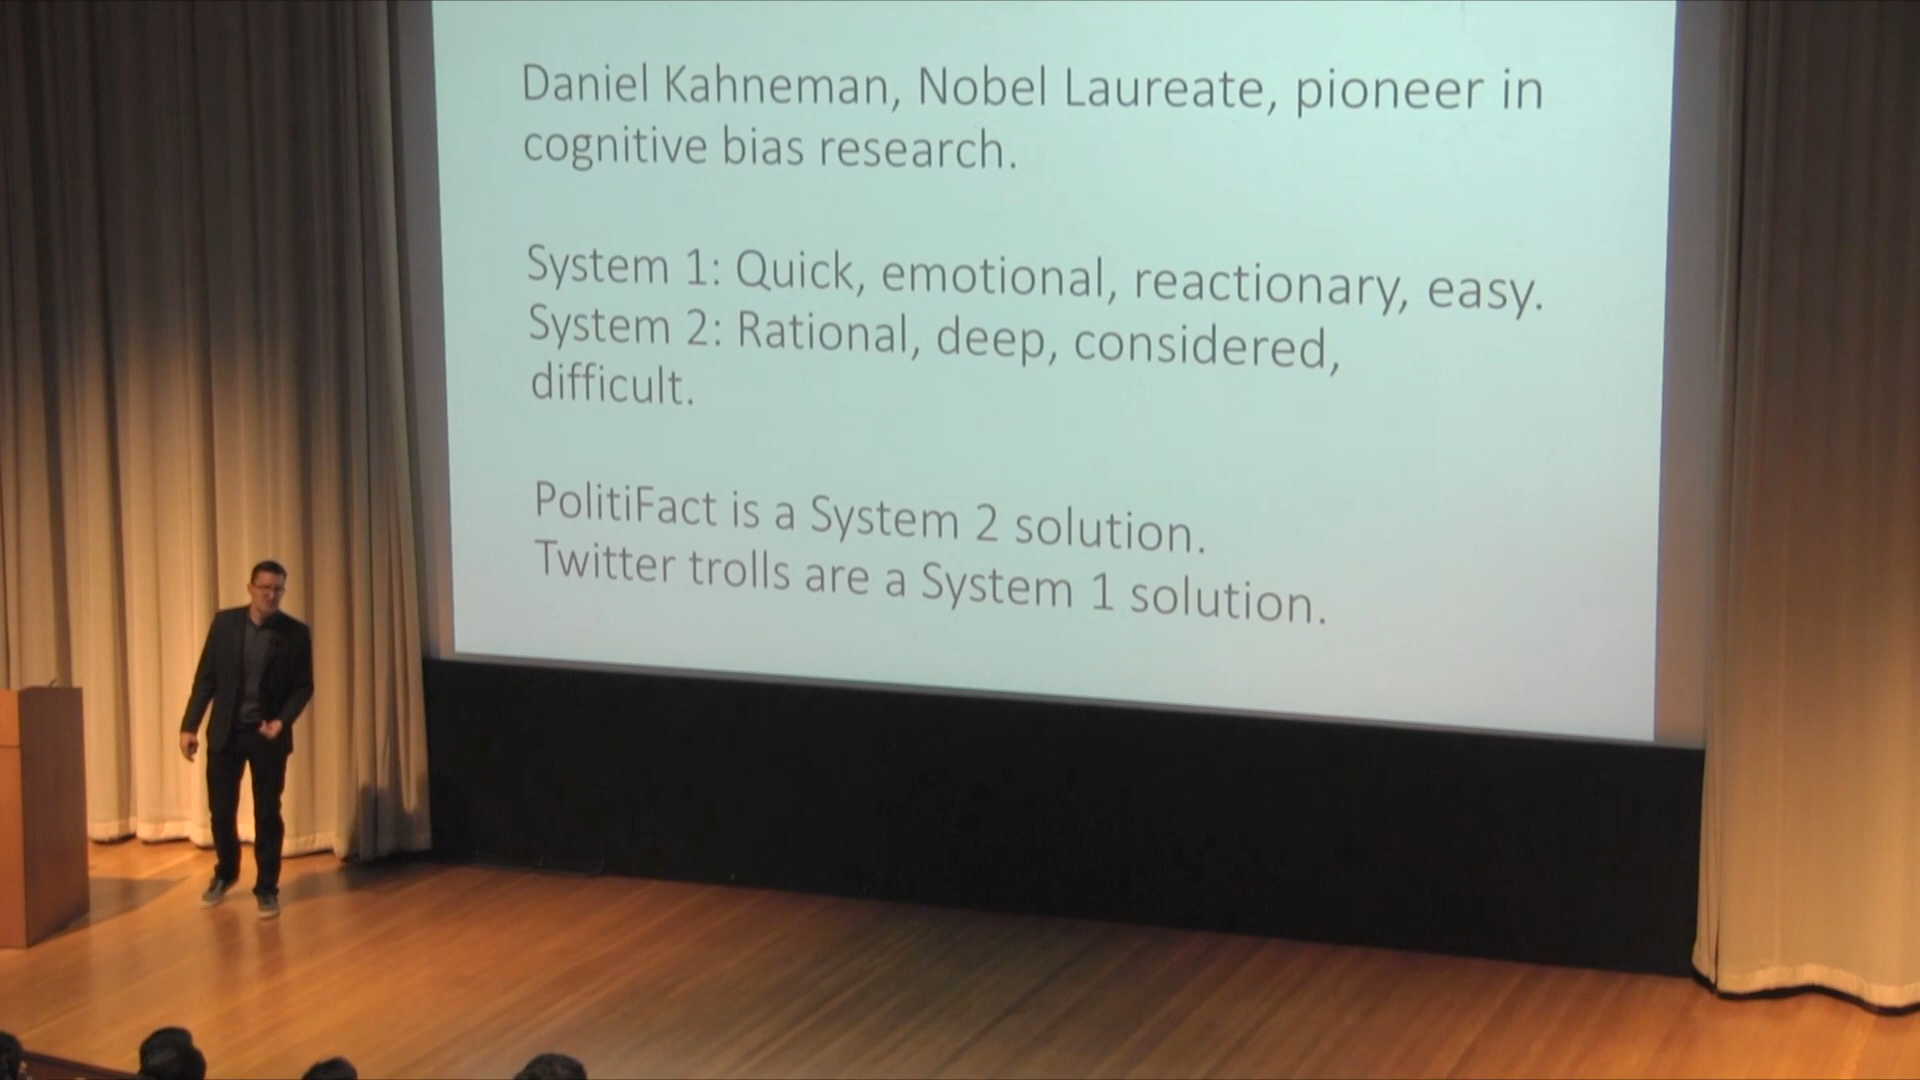 Daniel Kahneman, Nobel Laureate, pioneer in
cognitive bias research.
System 1: Quick, emotional, reactionary, easy.
System 2: Rational, deep, considered,
difficult.
PolitiFact is a System 2 solution.
Twitter trolls are a System 1 solution.